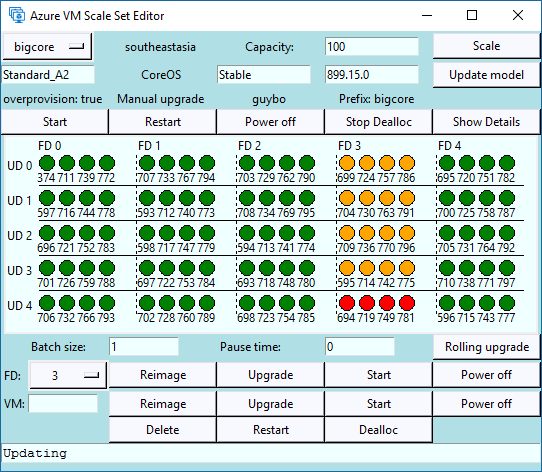 Azure VM Scale Set Editor
bigcore southeastasia Capacity: 100 Scale
Standard_A2 CoreOS Stable 899.15.0 Update model
overprovision: true Manual upgrade guybo Prefix: bigcore
Start Restart Power off Stop Dealloc Show Details
FD 0 FD 1 FD 2 FD 3 FD 4
UD 0
374 711 739 772 707 733 767 794 703 729 762 790 699 724 757 786 695 720 751 782
UD 1
597 716 744 778 593 712 740 773 708 734 769 795 704 730 763 791 700 725 758 787
UD 2
696 721 752 783 598 717 747 779 594 713 741 774 709 736 770 796 705 731 764 792
UD 3
701 726 759 788 697 722 753 784 693 718 748 780 595 714 742 775 710 738 771 797
UD 4
706 732 766 793 702 728 760 789 698 723 754 785 694 719 749 781 596 715 743 777
Batch size: 1 Pause time: 0 Rolling upgrade
FD: 3 Reimage Upgrade Start Power off
VM: Reimage Upgrade Start Power off
Delete Restart Dealloc
Updating